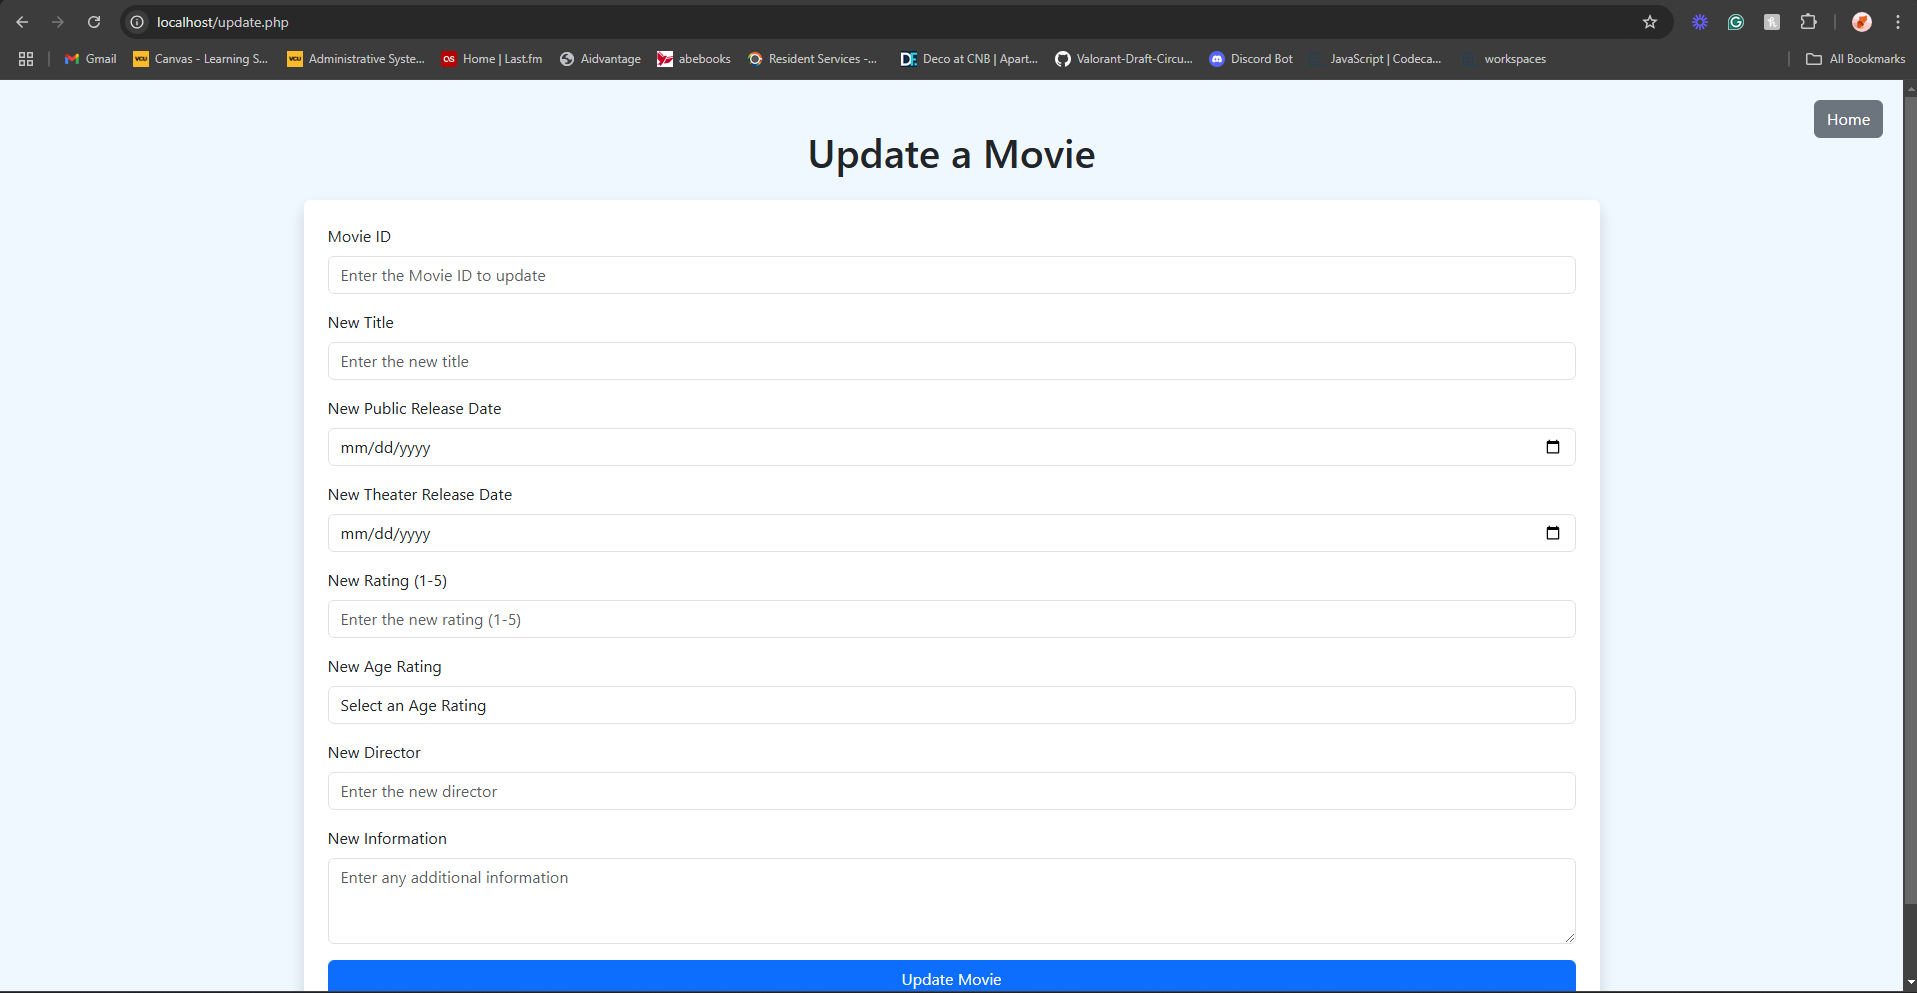 localhost/update.php
Gmail
VCU Canvas - Learning S...
VCU Administrative Syste...
Home | Last.fm
Aidvantage
abebooks
Resident Services -...
Deco at CNB | Apart...
Valorant-Draft-Circu...
Discord Bot
JavaScript | Codeca...
workspaces
All Bookmarks
Home
Update a Movie
Movie ID
Enter the Movie ID to update
New Title
Enter the new title
New Public Release Date
mm/dd/yyyy
New Theater Release Date
mm/dd/yyyy
New Rating (1-5)
Enter the new rating (1-5)
New Age Rating
Select an Age Rating
New Director
Enter the new director
New Information
Enter any additional information
Update Movie